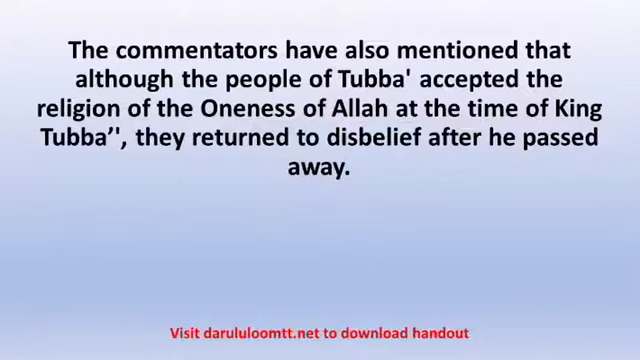 The commentators have also mentioned that
although the people of Tubba' accepted the
religion of the Oneness of Allah at the time of King
Tubba’', they returned to disbelief after he passed
away.
Visit darululoomtt.net to download handout